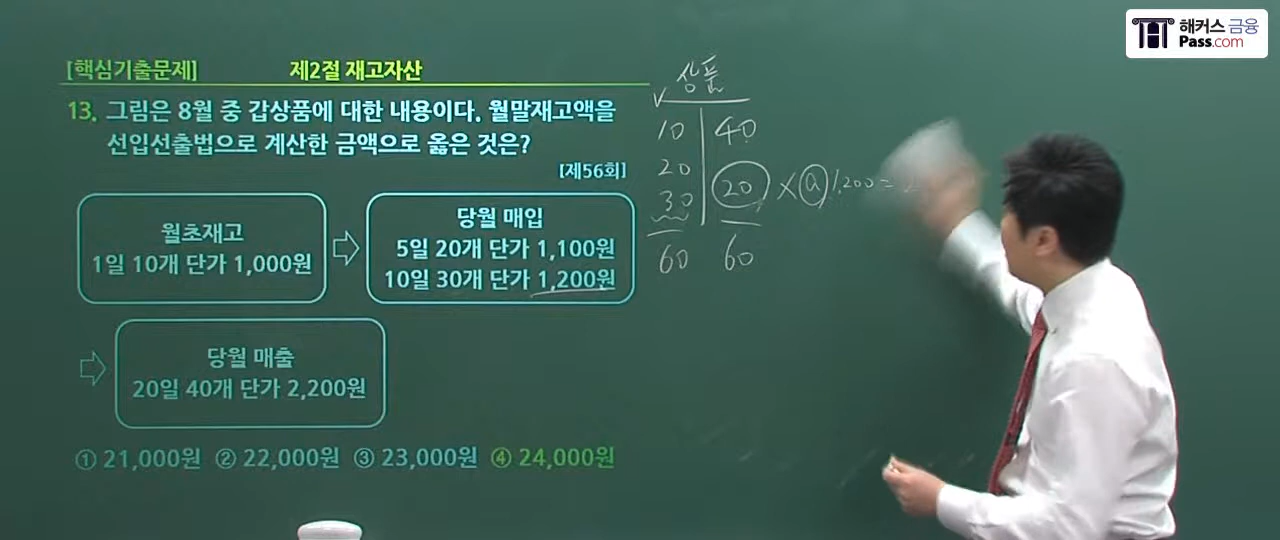 해커스 금융
Pass.com
[핵심기출문제] 제2절 재고자산
13. 그림은 8월 중 갑상품에 대한 내용이다. 월말재고액을
선입선출법으로 계산한 금액으로 옳은 것은?
[제56회]
월초재고
1일 10개 단가 1,000원
당월 매입
5일 20개 단가 1,100원
10일 30개 단가 1,200원
당월 매출
20일 40개 단가 2,200원
① 21,000원 ② 22,000원 ③ 23,000원 ④ 24,000원
상품
10 40
20
30 20 × @ 1,200 =
60 60